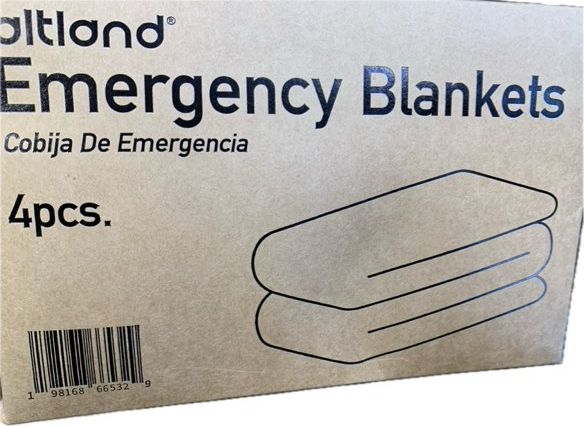 altland®
Emergency Blankets
Cobija De Emergencia
4pcs.
1 98168 66532 9